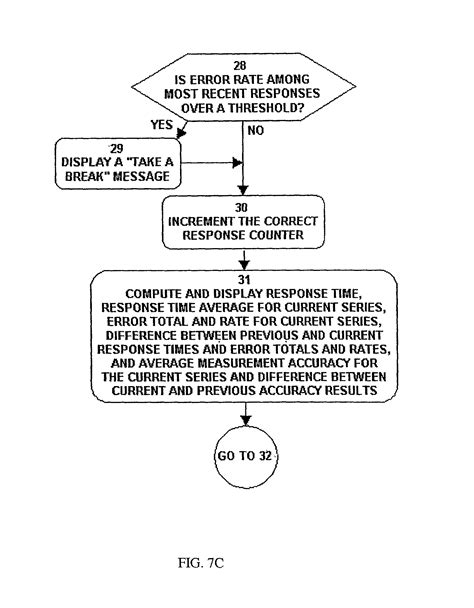 28
IS ERROR RATE AMONG
MOST RECENT RESPONSES
OVER A THRESHOLD?
YES
NO
29
DISPLAY A "TAKE A
BREAK" MESSAGE
30
INCREMENT THE CORRECT
RESPONSE COUNTER
31
COMPUTE AND DISPLAY RESPONSE TIME,
RESPONSE TIME AVERAGE FOR CURRENT SERIES,
ERROR TOTAL AND RATE FOR CURRENT SERIES,
DIFFERENCE BETWEEN PREVIOUS AND CURRENT
RESPONSE TIMES AND ERROR TOTALS AND RATES,
AND AVERAGE MEASUREMENT ACCURACY FOR
THE CURRENT SERIES AND DIFFERENCE BETWEEN
CURRENT AND PREVIOUS ACCURACY RESULTS
GO TO 32
FIG. 7C